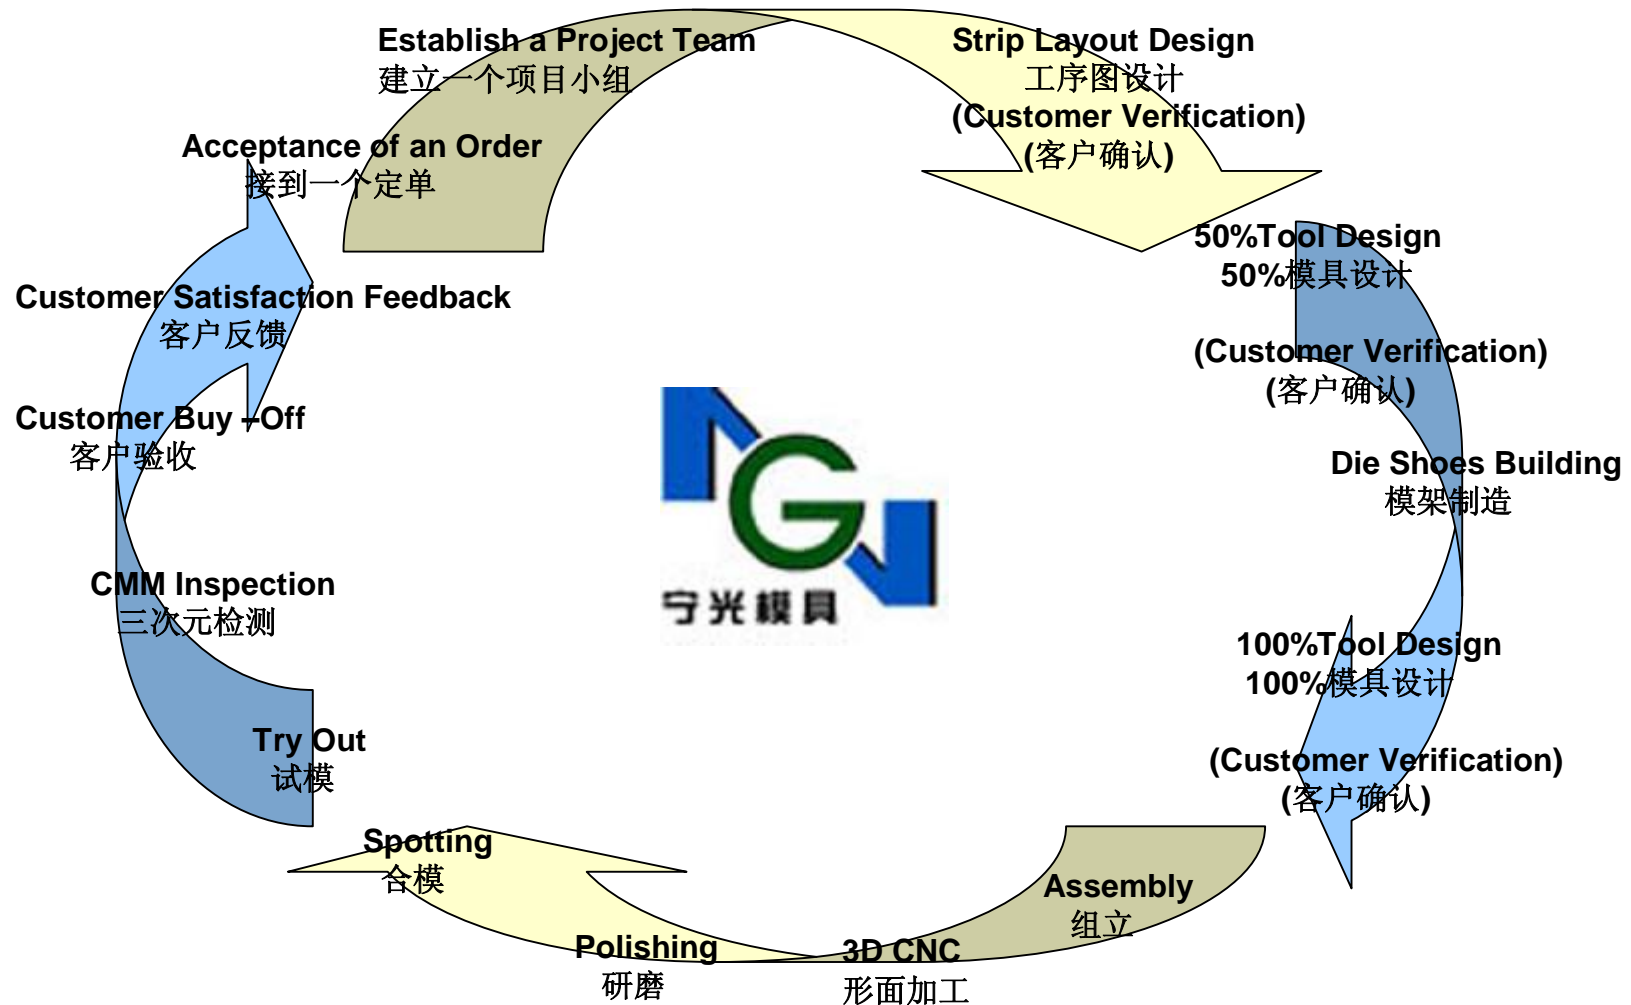 Establish a Project Team
建立一个项目小组
Strip Layout Design
工序图设计
(Customer Verification)
(客户确认)
Acceptance of an Order
接到一个定单
50%Tool Design
50%模具设计
(Customer Verification)
(客户确认)
Customer Satisfaction Feedback
客户反馈
Customer Buy –Off
客户验收
Die Shoes Building
模架制造
NGN
宁光模具
CMM Inspection
三次元检测
100%Tool Design
100%模具设计
(Customer Verification)
(客户确认)
Try Out
试模
Spotting
合模
Assembly
组立
Polishing
研磨
3D CNC
形面加工